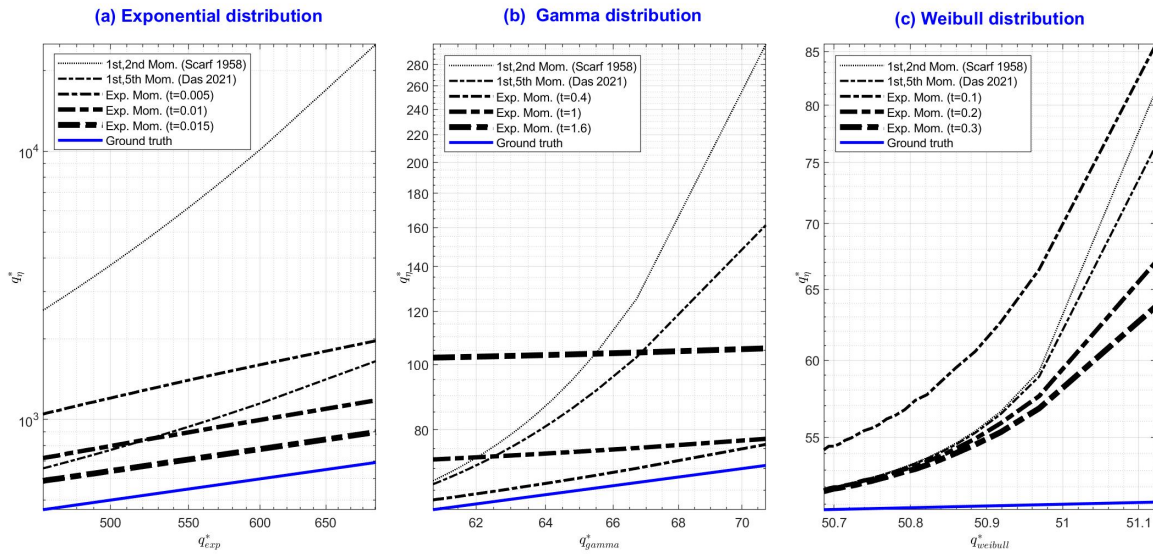 (a) Exponential distribution
1st,2nd Mom. (Scarf 1958)
1st,5th Mom. (Das 2021)
Exp. Mom. (t=0.005)
Exp. Mom. (t=0.01)
Exp. Mom. (t=0.015)
Ground truth
10^4
10^3
q*_η
500 550 600 650
q*_{exp}
(b) Gamma distribution
1st,2nd Mom. (Scarf 1958)
1st,5th Mom. (Das 2021)
Exp. Mom. (t=0.4)
Exp. Mom. (t=1)
Exp. Mom. (t=1.6)
Ground truth
280
260
240
220
200
180
160
140
120
100
80
q*_η
62 64 66 68 70
q*_{gamma}
(c) Weibull distribution
1st,2nd Mom. (Scarf 1958)
1st,5th Mom. (Das 2021)
Exp. Mom. (t=0.1)
Exp. Mom. (t=0.2)
Exp. Mom. (t=0.3)
Ground truth
85
80
75
70
65
60
55
q*_η
50.7 50.8 50.9 51 51.1
q*_{weibull}